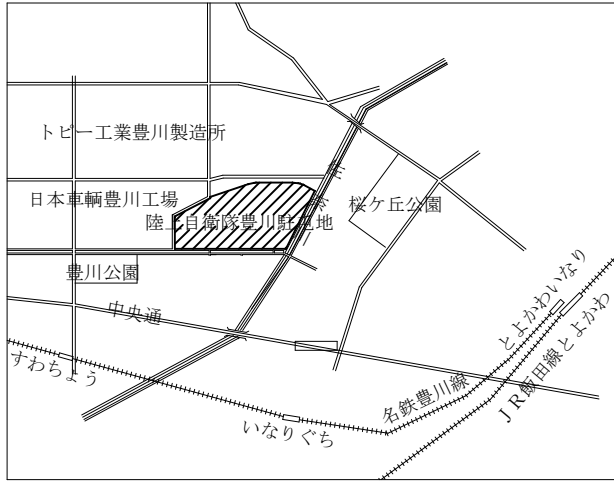 トピー工業豊川製造所
日本車輌豊川工場
陸上自衛隊豊川駐屯地
桜ケ丘公園
豊川公園
中央通
すわちょう
いなりぐち
名鉄豊川線
とよかわいなり
JR飯田線とよかわ